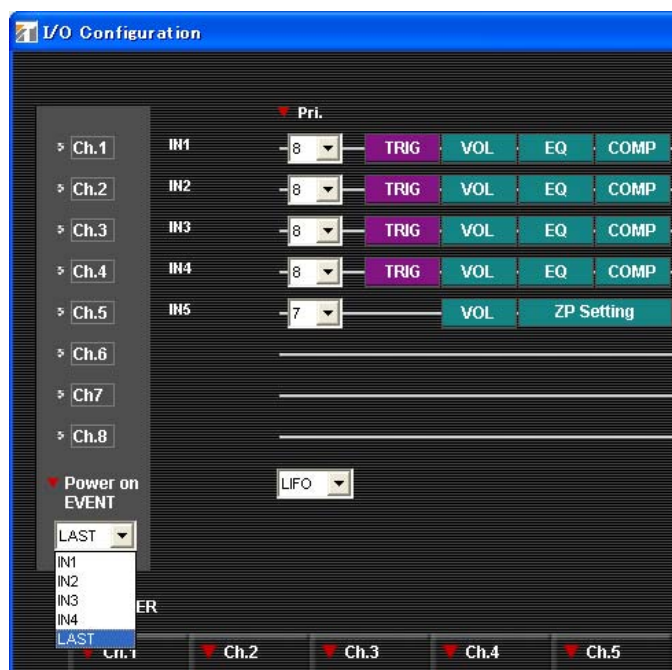 I/O Configuration
Pri.
Ch.1 IN1 8 TRIG VOL EQ COMP
Ch.2 IN2 8 TRIG VOL EQ COMP
Ch.3 IN3 8 TRIG VOL EQ COMP
Ch.4 IN4 8 TRIG VOL EQ COMP
Ch.5 IN5 7 VOL ZP Setting
Ch.6
Ch7
Ch.8
Power on
EVENT
LIFO
LAST
IN1
IN2
IN3
IN4
LAST
ER
Ch.1 Ch.2 Ch.3 Ch.4 Ch.5